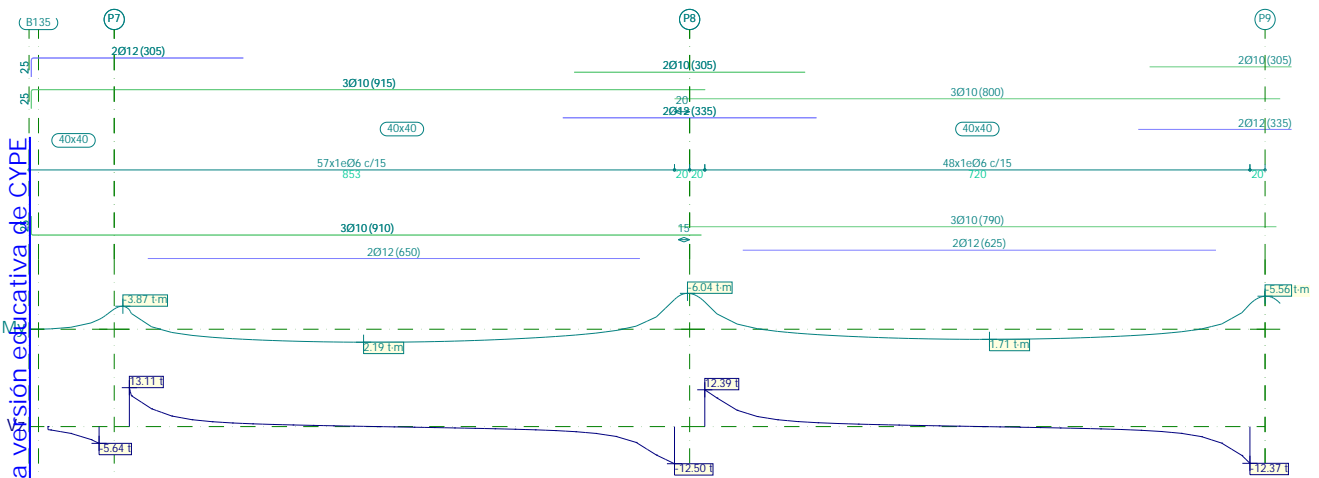 B135 P7 P8 P9
2Ø12(305) 2Ø10(305) 2Ø10(305)
25
3Ø10(915) 3Ø10(800)
25 20
2Ø12(335) 2Ø12(335)
40x40 40x40 40x40
57x1eØ6 c/15 48x1eØ6 c/15
853 20 20 720 20
3Ø10(910) 15 3Ø10(790)
2Ø12(650) 2Ø12(625)
-3.87 t·m -6.04 t·m -5.56 t·m
2.19 t·m 1.71 t·m
13.11 t 12.39 t
-5.64 t -12.50 t -12.37 t
a versión educativa de CYPE